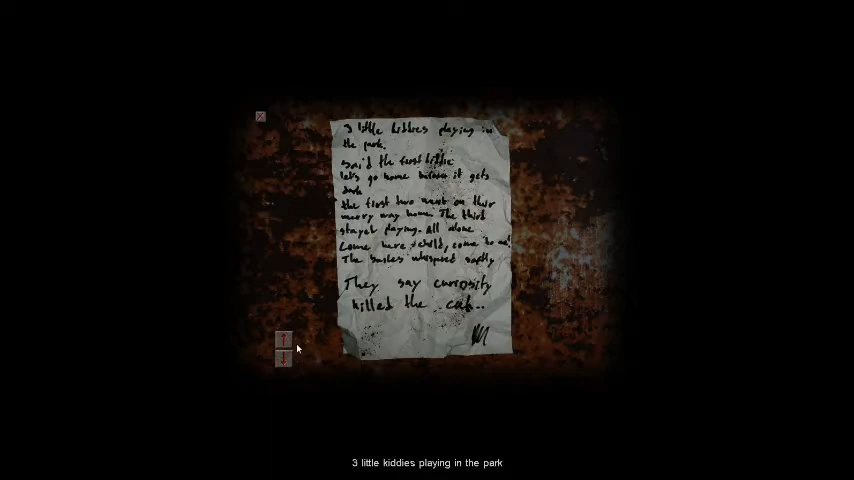 3 little kiddies playing in
the park.
said the first kiddie
let's go home before it gets
dark
the first two went on their
merry way home. The third
stayed playing. All alone
Come here child, come to me!
The bushes whispered softly
They say curiosity
killed the cat..
3 little kiddies playing in the park